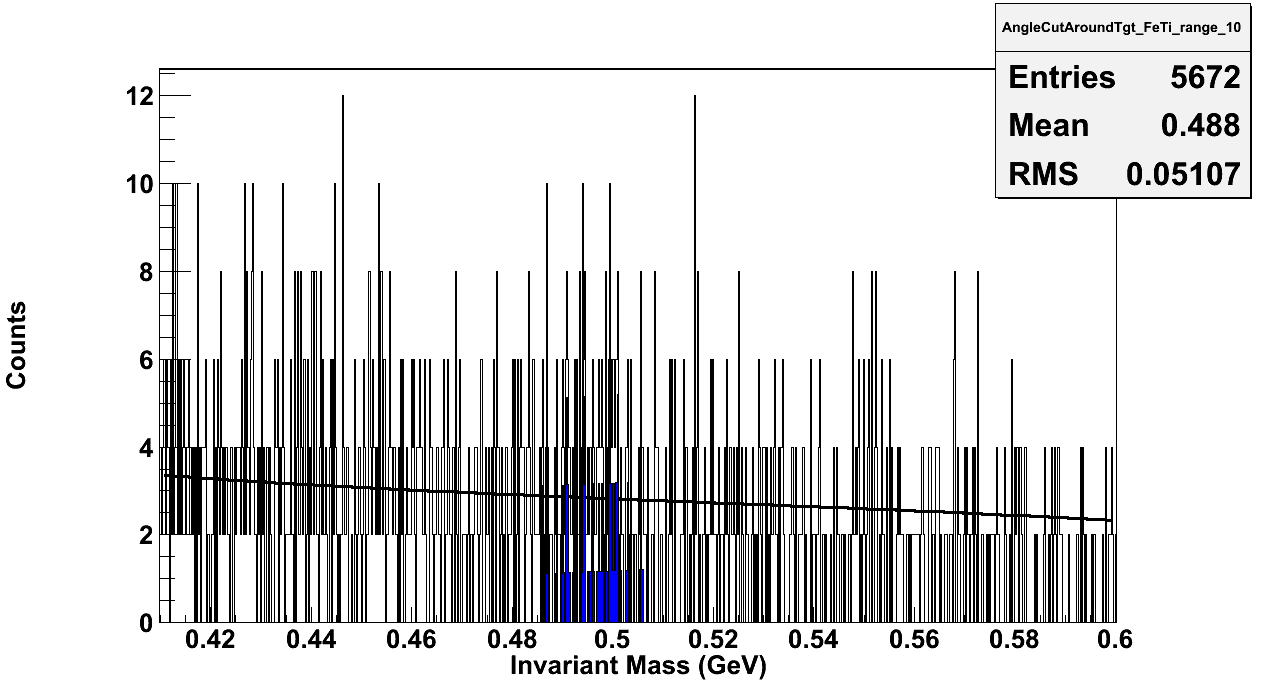 AngleCutAroundTgt_FeTi_range_10
Entries 5672
Mean 0.488
RMS 0.05107
Counts
12
10
8
6
4
2
0
0.42 0.44 0.46 0.48 0.5 0.52 0.54 0.56 0.58 0.6
Invariant Mass (GeV)